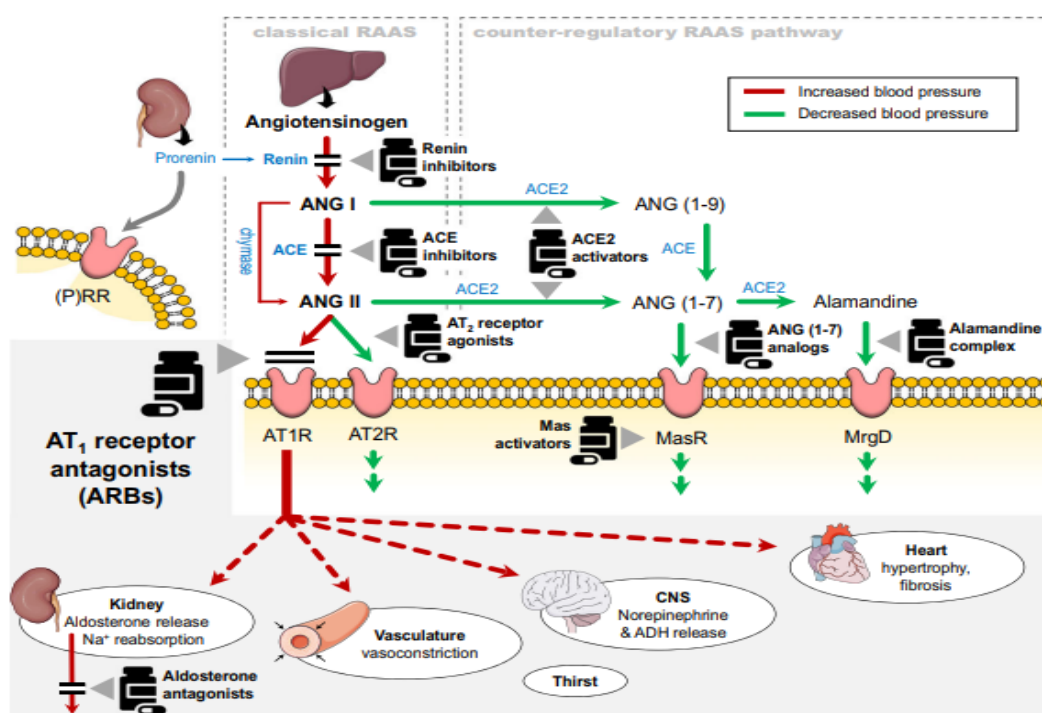 classical RAAS
counter-regulatory RAAS pathway
Increased blood pressure
Decreased blood pressure
Angiotensinogen
Prorenin
Renin
Renin
inhibitors
ANG I
ACE2
ANG (1-9)
chymase
ACE
ACE
inhibitors
ACE2
activators
ACE
(P)RR
ANG II
ACE2
ANG (1-7)
ACE2
Alamandine
AT₂ receptor
agonists
ANG (1-7)
analogs
Alamandine
complex
AT₁ receptor
antagonists
(ARBs)
AT1R
AT2R
Mas
activators
MasR
MrgD
Kidney
Aldosterone release
Na⁺ reabsorption
Vasculature
vasoconstriction
CNS
Norepinephrine
& ADH release
Heart
hypertrophy,
fibrosis
Thirst
Aldosterone
antagonists